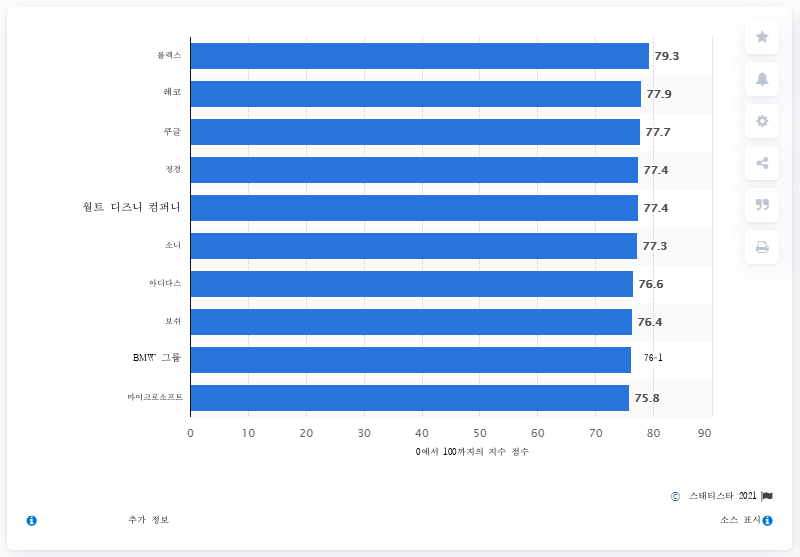 롤랙스 79.3
레코 77.9
주글 77.7
정경 77.4
월트 디즈니 컴퍼니 77.4
소니 77.3
아디다스 76.6
보쉬 76.4
BMW 그룹 76-1
마이크로소프트 75.8
0 10 20 30 40 50 60 70 80 90
0에서 100까지의 지수 점수
© 스태티스타 2021
추가 정보 소스 표시